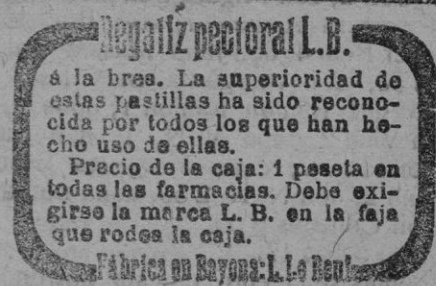 Regaliz pectoral L. B.
á la brea. La superioridad de
estas pastillas ha sido recono-
cida por todos los que han he-
cho uso de ellas.
Precio de la caja: 1 peseta en
todas las farmacias. Debe exi-
girse la marca L. B. en la faja
que rodea la caja.
Fábrica en Bayona: L. Le Beuf